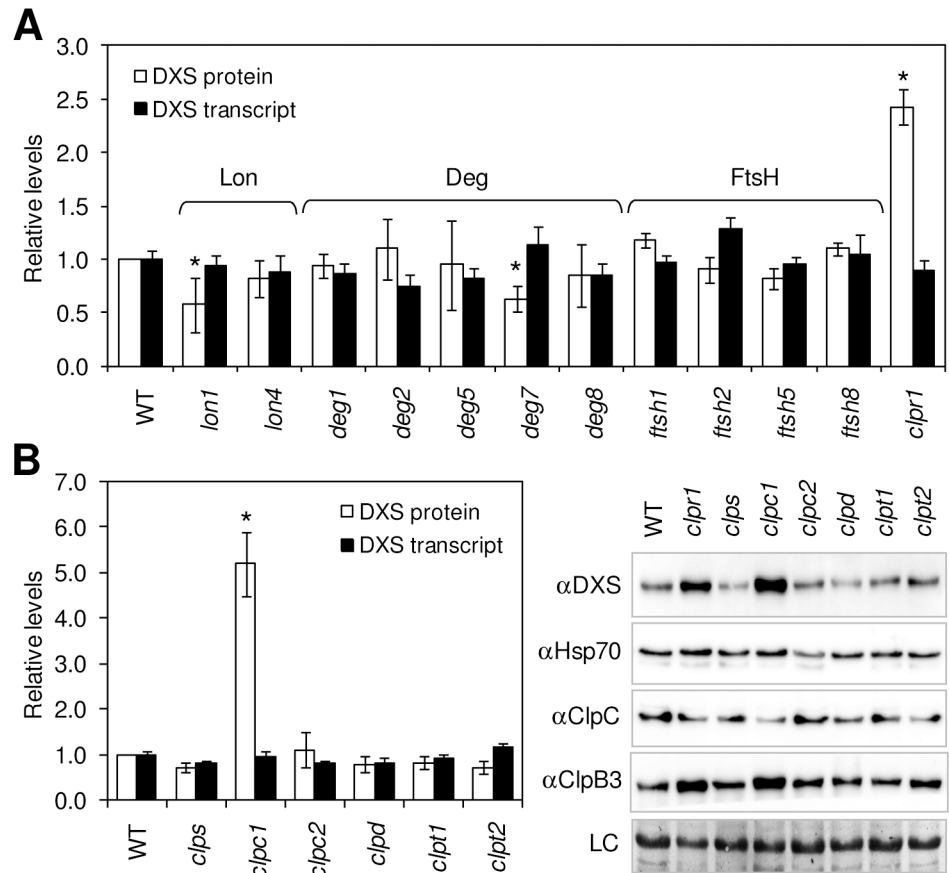 A
3.0
2.5
2.0
1.5
1.0
0.5
0.0
Relative levels
DXS protein
DXS transcript
Lon
Deg
FtsH
*
*
*
WT
lon1
lon4
deg1
deg2
deg5
deg7
deg8
ftsh1
ftsh2
ftsh5
ftsh8
clpr1
B
7.0
6.0
5.0
4.0
3.0
2.0
1.0
0.0
Relative levels
DXS protein
DXS transcript
*
WT
clps
clpc1
clpc2
clpd
clpt1
clpt2
WT
clpr1
clps
clpc1
clpc2
clpd
clpt1
clpt2
αDXS
αHsp70
αClpC
αClpB3
LC